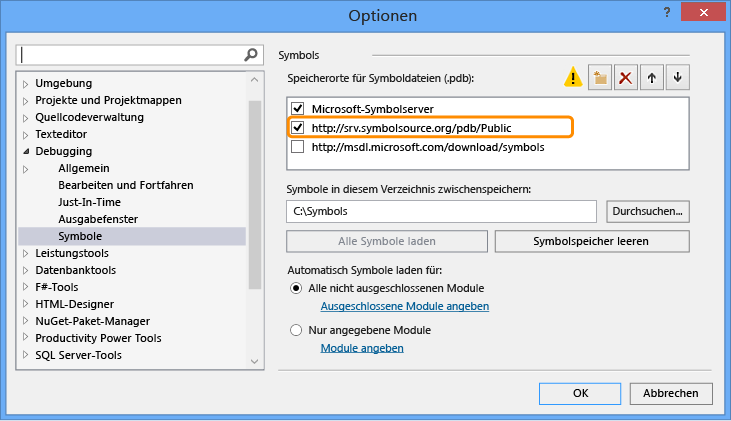 Optionen
Symbols
Speicherorte für Symboldateien (.pdb):
Umgebung
Projekte und Projektmappen
Quellcodeverwaltung
Texteditor
Debugging
Allgemein
Bearbeiten und Fortfahren
Just-In-Time
Ausgabefenster
Symbole
Leistungstools
Datenbanktools
F#-Tools
HTML-Designer
NuGet-Paket-Manager
Productivity Power Tools
SQL Server-Tools
Microsoft-Symbolserver
http://srv.symbolsource.org/pdb/Public
http://msdl.microsoft.com/download/symbols
Symbole in diesem Verzeichnis zwischenspeichern:
C:\Symbols
Durchsuchen...
Alle Symbole laden
Symbolspeicher leeren
Automatisch Symbole laden für:
Alle nicht ausgeschlossenen Module
Ausgeschlossene Module angeben
Nur angegebene Module
Module angeben
OK
Abbrechen